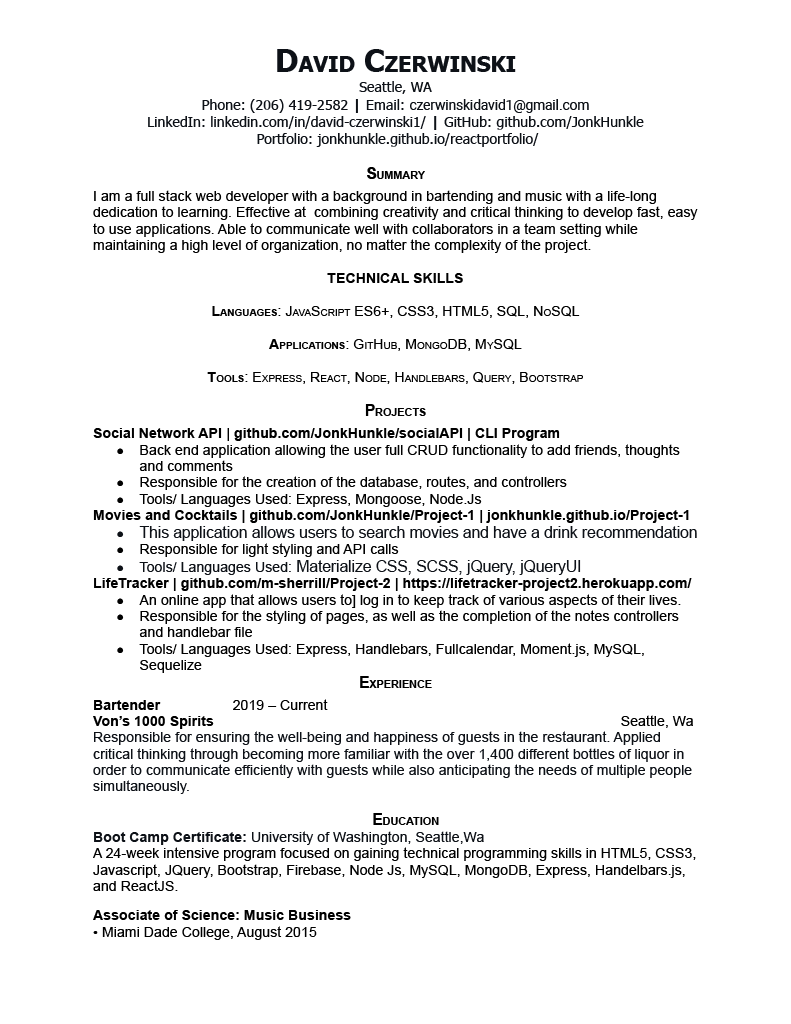 David Czerwinski
Seattle, WA
Phone: (206) 419-2582 | Email: czerwinskidavid1@gmail.com
LinkedIn: linkedin.com/in/david-czerwinski1/ | GitHub: github.com/JonkHunkle
Portfolio: jonkhunkle.github.io/reactportfolio/
Summary
I am a full stack web developer with a background in bartending and music with a life-long
dedication to learning. Effective at  combining creativity and critical thinking to develop fast, easy
to use applications. Able to communicate well with collaborators in a team setting while
maintaining a high level of organization, no matter the complexity of the project.
TECHNICAL SKILLS
Languages: JavaScript ES6+, CSS3, HTML5, SQL, NoSQL
Applications: GitHub, MongoDB, MySQL
Tools: Express, React, Node, Handlebars, Query, Bootstrap
Projects
Social Network API | github.com/JonkHunkle/socialAPI | CLI Program
● Back end application allowing the user full CRUD functionality to add friends, thoughts
and comments
● Responsible for the creation of the database, routes, and controllers
● Tools/ Languages Used: Express, Mongoose, Node.Js
Movies and Cocktails | github.com/JonkHunkle/Project-1 | jonkhunkle.github.io/Project-1
● This application allows users to search movies and have a drink recommendation
● Responsible for light styling and API calls
● Tools/ Languages Used: Materialize CSS, SCSS, jQuery, jQueryUI
LifeTracker | github.com/m-sherrill/Project-2 | https://lifetracker-project2.herokuapp.com/
● An online app that allows users to] log in to keep track of various aspects of their lives.
● Responsible for the styling of pages, as well as the completion of the notes controllers
and handlebar file
● Tools/ Languages Used: Express, Handlebars, Fullcalendar, Moment.js, MySQL,
Sequelize
Experience
Bartender 2019 – Current
Von's 1000 Spirits Seattle, Wa
Responsible for ensuring the well-being and happiness of guests in the restaurant. Applied
critical thinking through becoming more familiar with the over 1,400 different bottles of liquor in
order to communicate efficiently with guests while also anticipating the needs of multiple people
simultaneously.
Education
Boot Camp Certificate: University of Washington, Seattle,Wa
A 24-week intensive program focused on gaining technical programming skills in HTML5, CSS3,
Javascript, JQuery, Bootstrap, Firebase, Node Js, MySQL, MongoDB, Express, Handelbars.js,
and ReactJS.
Associate of Science: Music Business
• Miami Dade College, August 2015